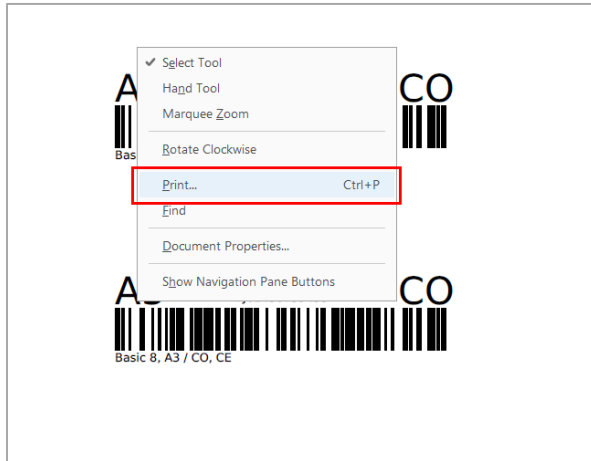 A
CO
✓ Select Tool
Hand Tool
Marquee Zoom
Bas
Rotate Clockwise
Print... Ctrl+P
Find
Document Properties...
Show Navigation Pane Buttons
CO
Basic 8, A3 / CO, CE